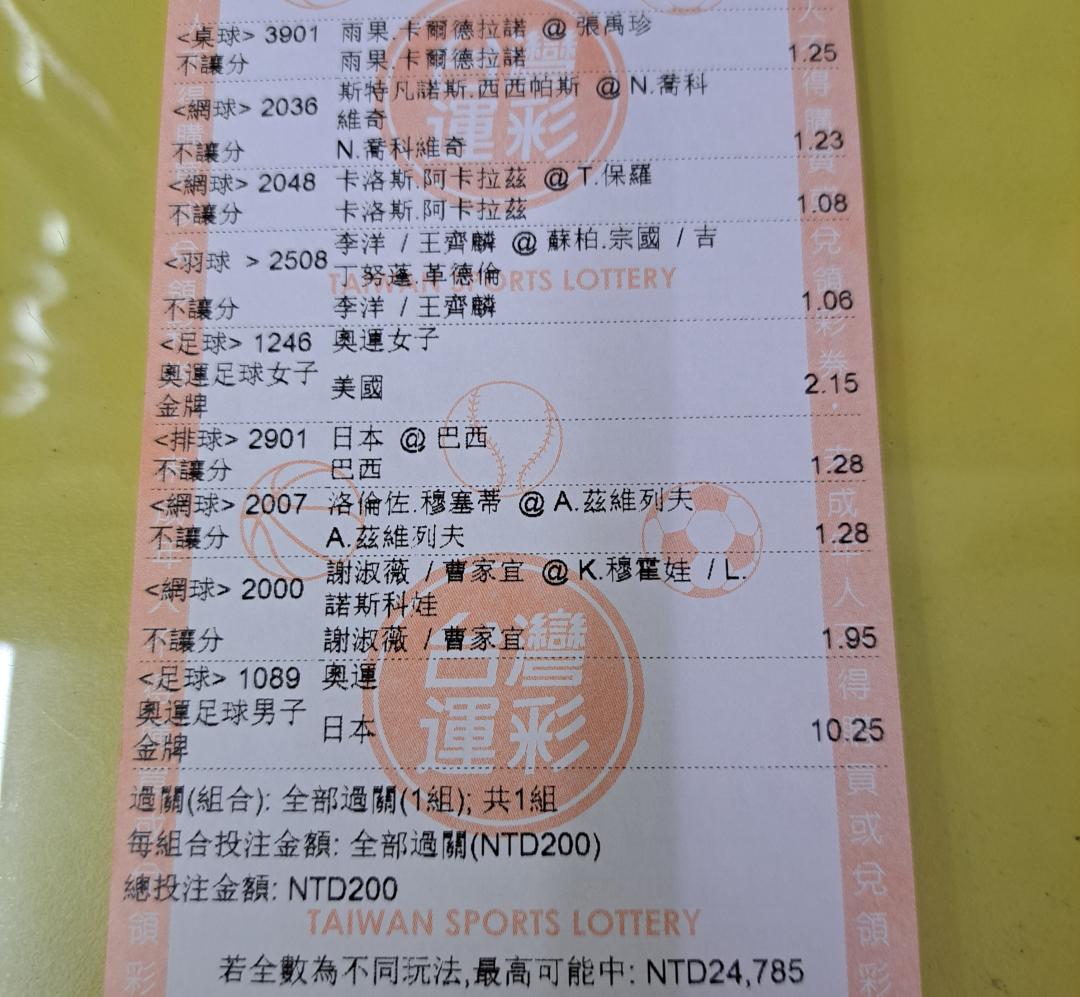 <桌球> 3901 雨果.卡爾德拉諾 @ 張禹珍
不讓分 雨果.卡爾德拉諾 1.25
<網球> 2036 斯特凡諾斯.西西帕斯 @ N.喬科
維奇
不讓分 N.喬科維奇 1.23
<網球> 2048 卡洛斯.阿卡拉茲 @ T.保羅
不讓分 卡洛斯.阿卡拉茲 1.08
<羽球 > 2508 李洋 / 王齊麟 @ 蘇柏.宗國 / 吉
丁努蓬.革德倫
TAIWAN SPORTS LOTTERY
不讓分 李洋 / 王齊麟 1.06
<足球> 1246 奧運女子
奧運足球女子
金牌 美國 2.15
<排球> 2901 日本 @ 巴西
不讓分 巴西 1.28
<網球> 2007 洛倫佐.穆塞蒂 @ A.茲維列夫
不讓分 A.茲維列夫 1.28
<網球> 2000 謝淑薇 / 曹家宜 @ K.穆霍娃 / L.
諾斯科娃
不讓分 謝淑薇 / 曹家宜 1.95
<足球> 1089 奧運
奧運足球男子
金牌 日本 10.25
台灣
運彩
過關(組合): 全部過關(1組); 共1組
每組合投注金額: 全部過關(NTD200)
總投注金額: NTD200
TAIWAN SPORTS LOTTERY
若全數為不同玩法,最高可能中: NTD24,785